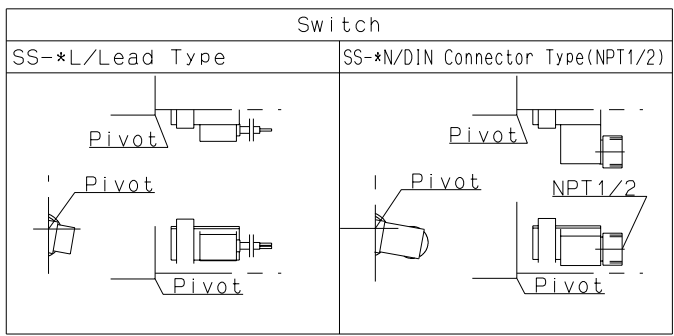 Switch
SS-*L/Lead Type
SS-*N/DIN Connector Type(NPT1/2)
Pivot
Pivot
Pivot
Pivot
Pivot
NPT1/2
Pivot